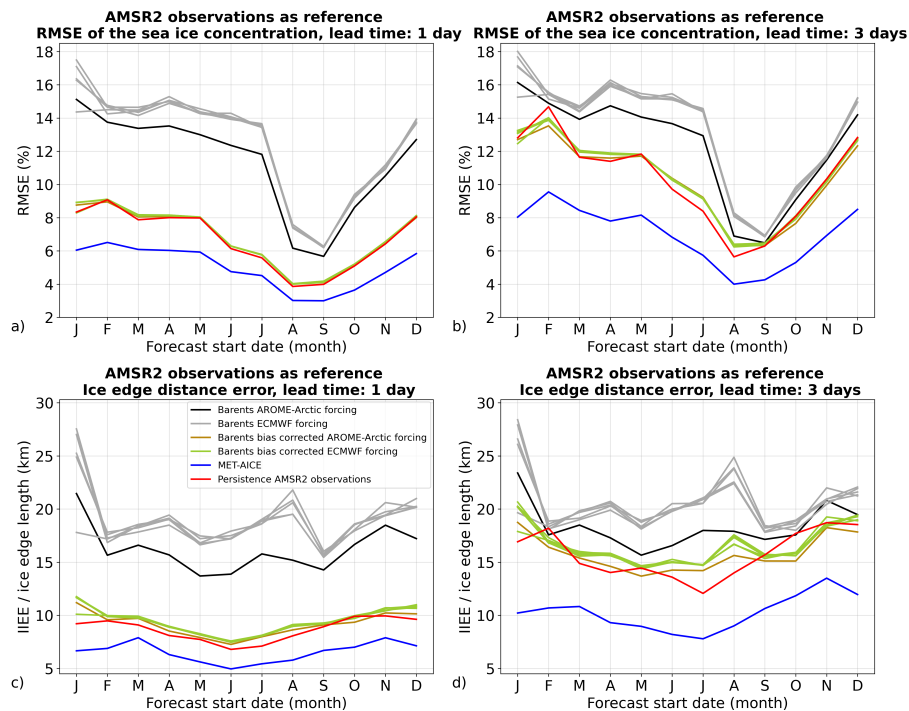 AMSR2 observations as reference
RMSE of the sea ice concentration, lead time: 1 day
18
16
14
12
10
8
6
4
2
RMSE (%)
J F M A M J J A S O N D
Forecast start date (month)
a)
AMSR2 observations as reference
RMSE of the sea ice concentration, lead time: 3 days
18
16
14
12
10
8
6
4
2
RMSE (%)
J F M A M J J A S O N D
Forecast start date (month)
b)
AMSR2 observations as reference
Ice edge distance error, lead time: 1 day
30
25
20
15
10
5
IIEE / ice edge length (km)
Barents AROME-Arctic forcing
Barents ECMWF forcing
Barents bias corrected AROME-Arctic forcing
Barents bias corrected ECMWF forcing
MET-AICE
Persistence AMSR2 observations
J F M A M J J A S O N D
Forecast start date (month)
c)
AMSR2 observations as reference
Ice edge distance error, lead time: 3 days
30
25
20
15
10
5
IIEE / ice edge length (km)
J F M A M J J A S O N D
Forecast start date (month)
d)